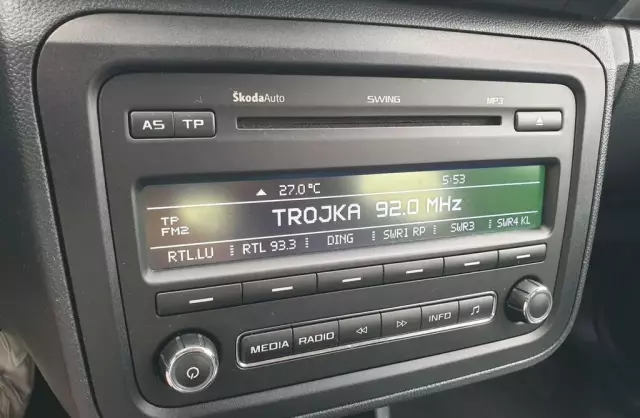 ŠkodaAuto SWING MP3
AS TP
27.0°C 5:53
TP
FM2
TROJKA 92.0 MHz
RTL.LU RTL 93.3 DING SWR1 RP SWR3 SWR4 KL
MEDIA RADIO INFO